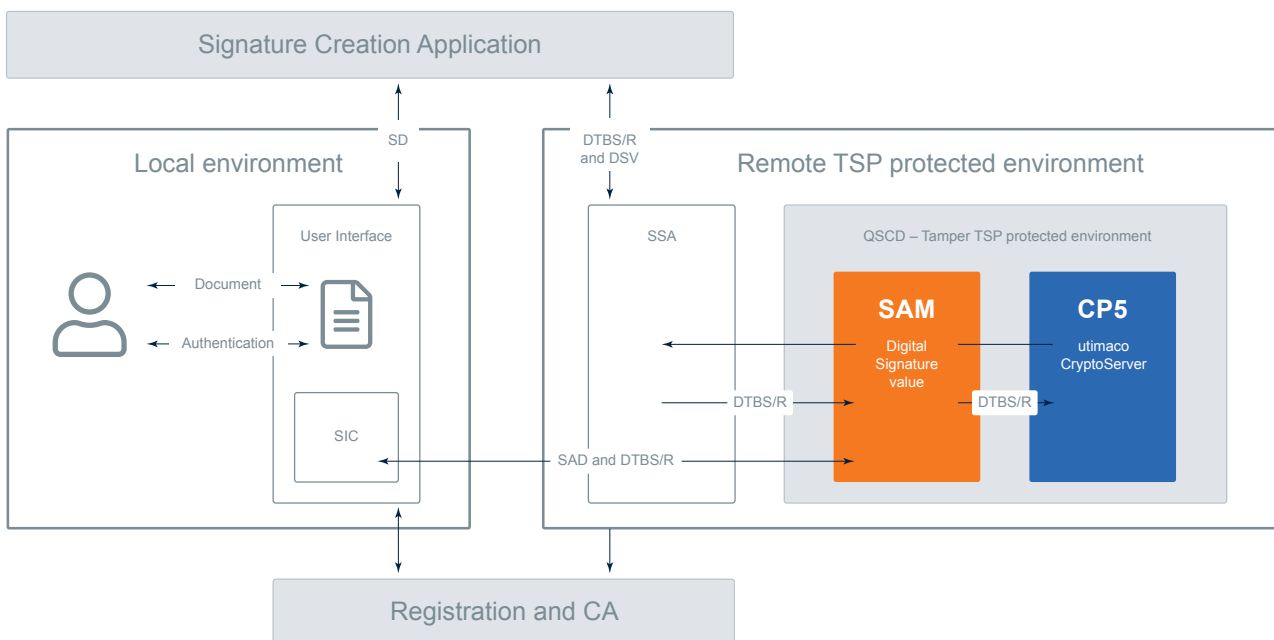 Signature Creation Application
SD
DTBS/R
and DSV
Local environment
Remote TSP protected environment
User Interface
SSA
QSCD – Tamper TSP protected environment
Document
Authentication
SAM
Digital
Signature
value
CP5
utimaco
CryptoServer
DTBS/R
DTBS/R
SIC
SAD and DTBS/R
Registration and CA